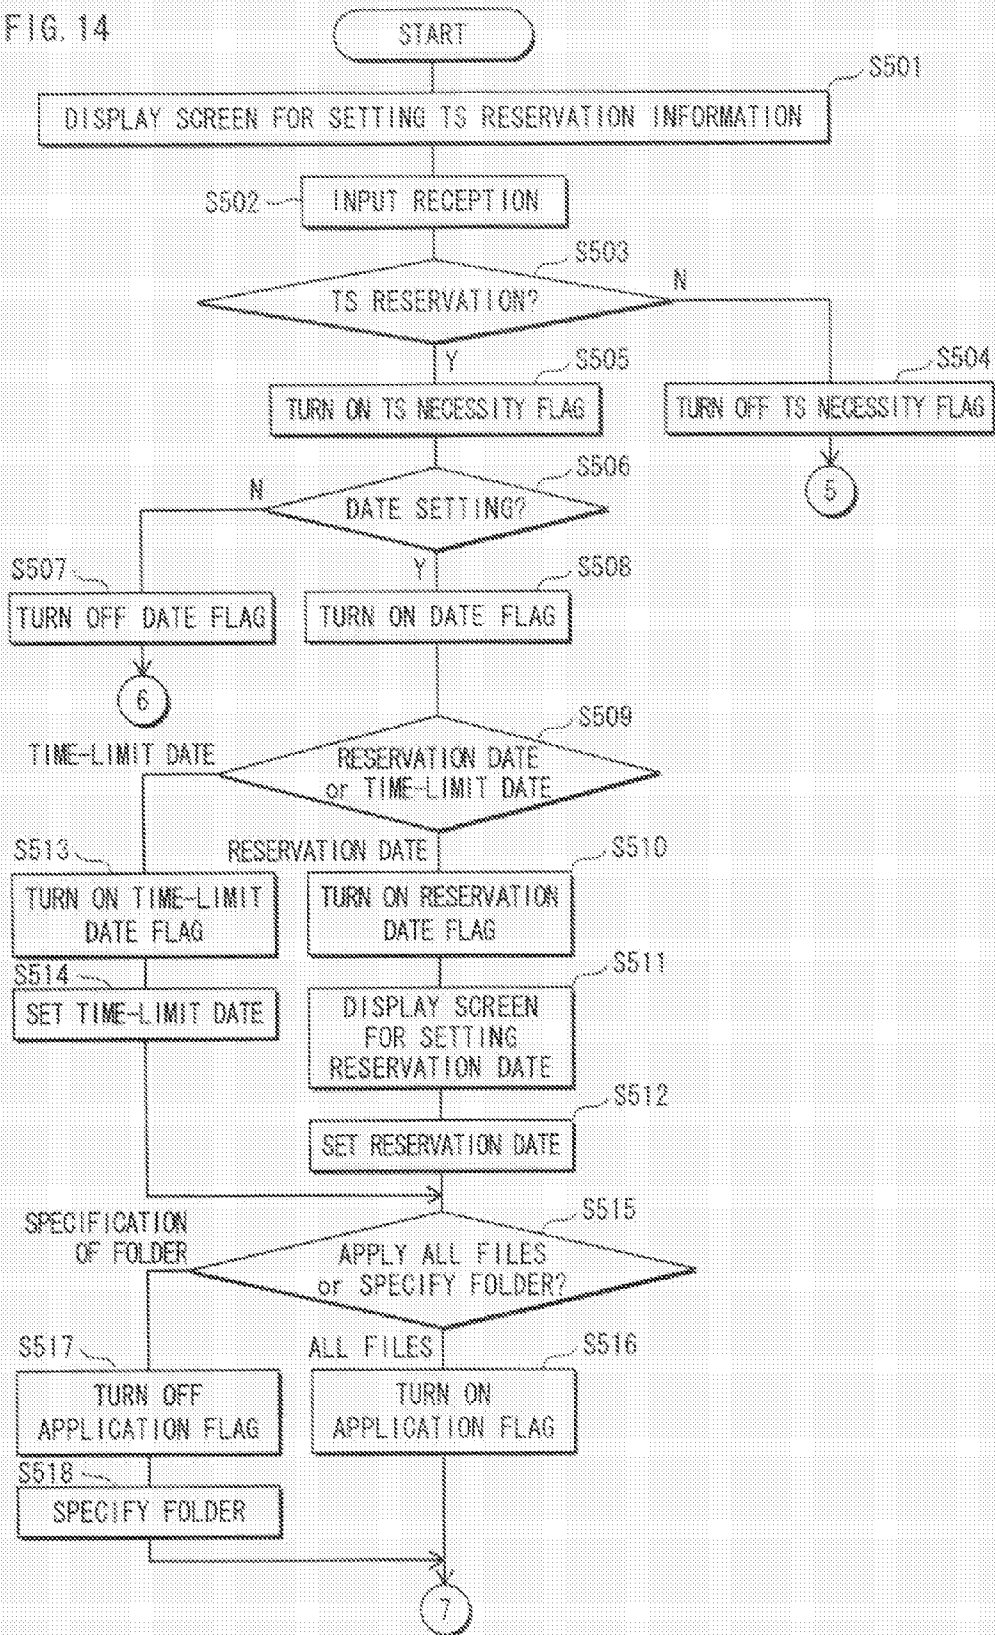 FIG. 14
START
S501
DISPLAY SCREEN FOR SETTING TS RESERVATION INFORMATION
S502
INPUT RECEPTION
S503
TS RESERVATION?
N
Y
S505
S504
TURN ON TS NECESSITY FLAG
TURN OFF TS NECESSITY FLAG
5
S506
N
DATE SETTING?
Y
S507
S508
TURN OFF DATE FLAG
TURN ON DATE FLAG
6
S509
TIME-LIMIT DATE
RESERVATION DATE
or TIME-LIMIT DATE
S513
RESERVATION DATE
S510
TURN ON TIME-LIMIT
DATE FLAG
TURN ON RESERVATION
DATE FLAG
S514
S511
SET TIME-LIMIT DATE
DISPLAY SCREEN
FOR SETTING
RESERVATION DATE
S512
SET RESERVATION DATE
SPECIFICATION
OF FOLDER
S515
APPLY ALL FILES
or SPECIFY FOLDER?
S517
ALL FILES
S516
TURN OFF
APPLICATION FLAG
TURN ON
APPLICATION FLAG
S518
SPECIFY FOLDER
7